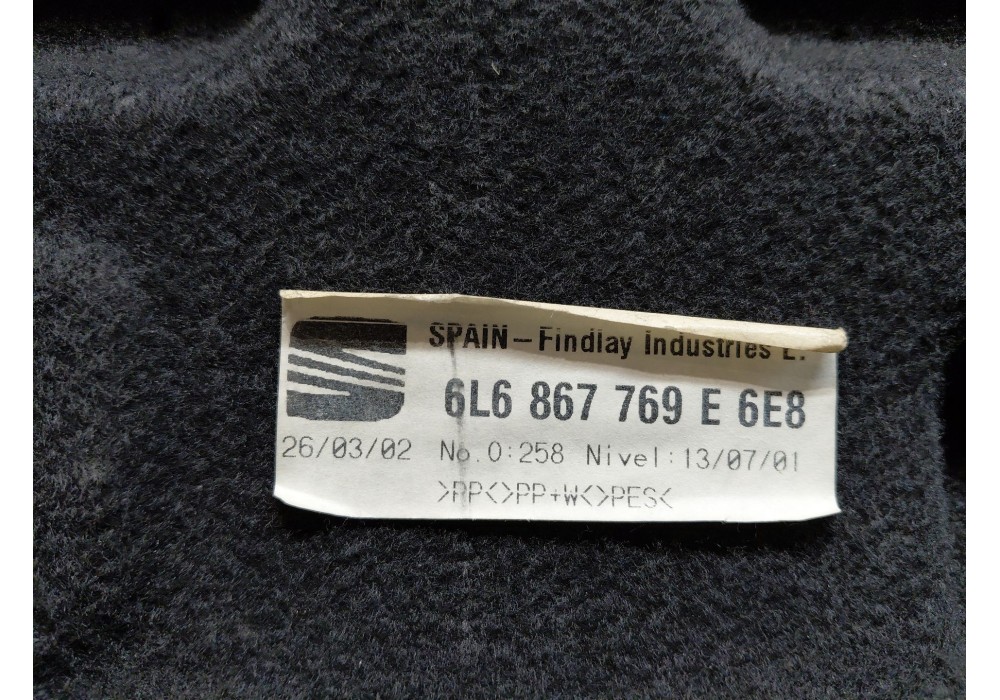 SPAIN – Findlay Industries E.
6L6 867 769 E 6E8
26/03/02 No.0:258 Nivel:13/07/01
>PP<>PP+W<>PES<